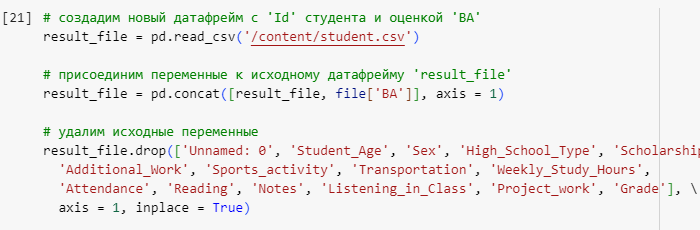 [21] # создадим новый датафрейм с 'Id' студента и оценкой 'BA'
result_file = pd.read_csv('/content/student.csv')
# присоединим переменные к исходному датафрейму 'result_file'
result_file = pd.concat([result_file, file['BA']], axis = 1)
# удалим исходные переменные
result_file.drop(['Unnamed: 0', 'Student_Age', 'Sex', 'High_School_Type', 'Scholarship
'Additional_Work', 'Sports_activity', 'Transportation', 'Weekly_Study_Hours',
'Attendance', 'Reading', 'Notes', 'Listening_in_Class', 'Project_work', 'Grade'], \
axis = 1, inplace = True)